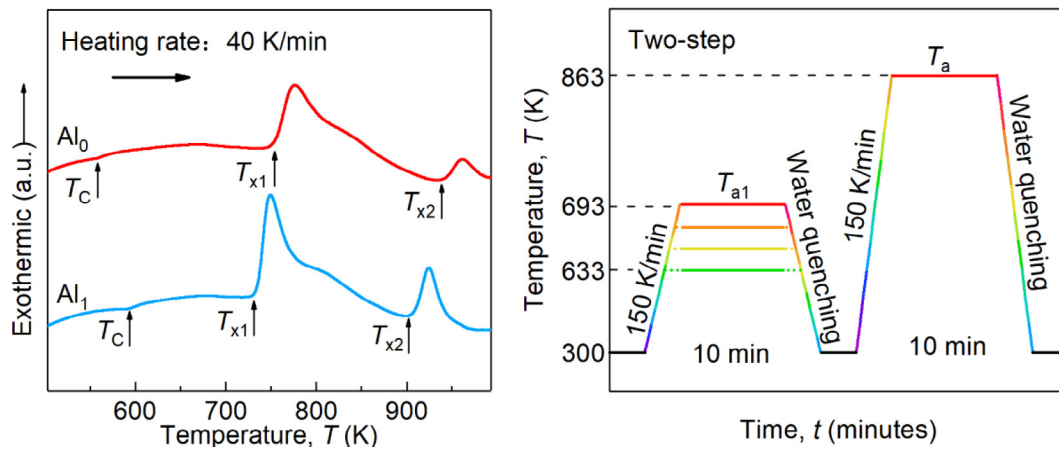 Heating rate: 40 K/min
Al0
TC
Tx1
Tx2
Al1
TC
Tx1
Tx2
Exothermic (a.u.)
600 700 800 900
Temperature, T (K)
Two-step
Ta
863
Ta1
693
633
300
150 K/min
Water quenching
150 K/min
Water quenching
10 min
10 min
Temperature, T (K)
Time, t (minutes)